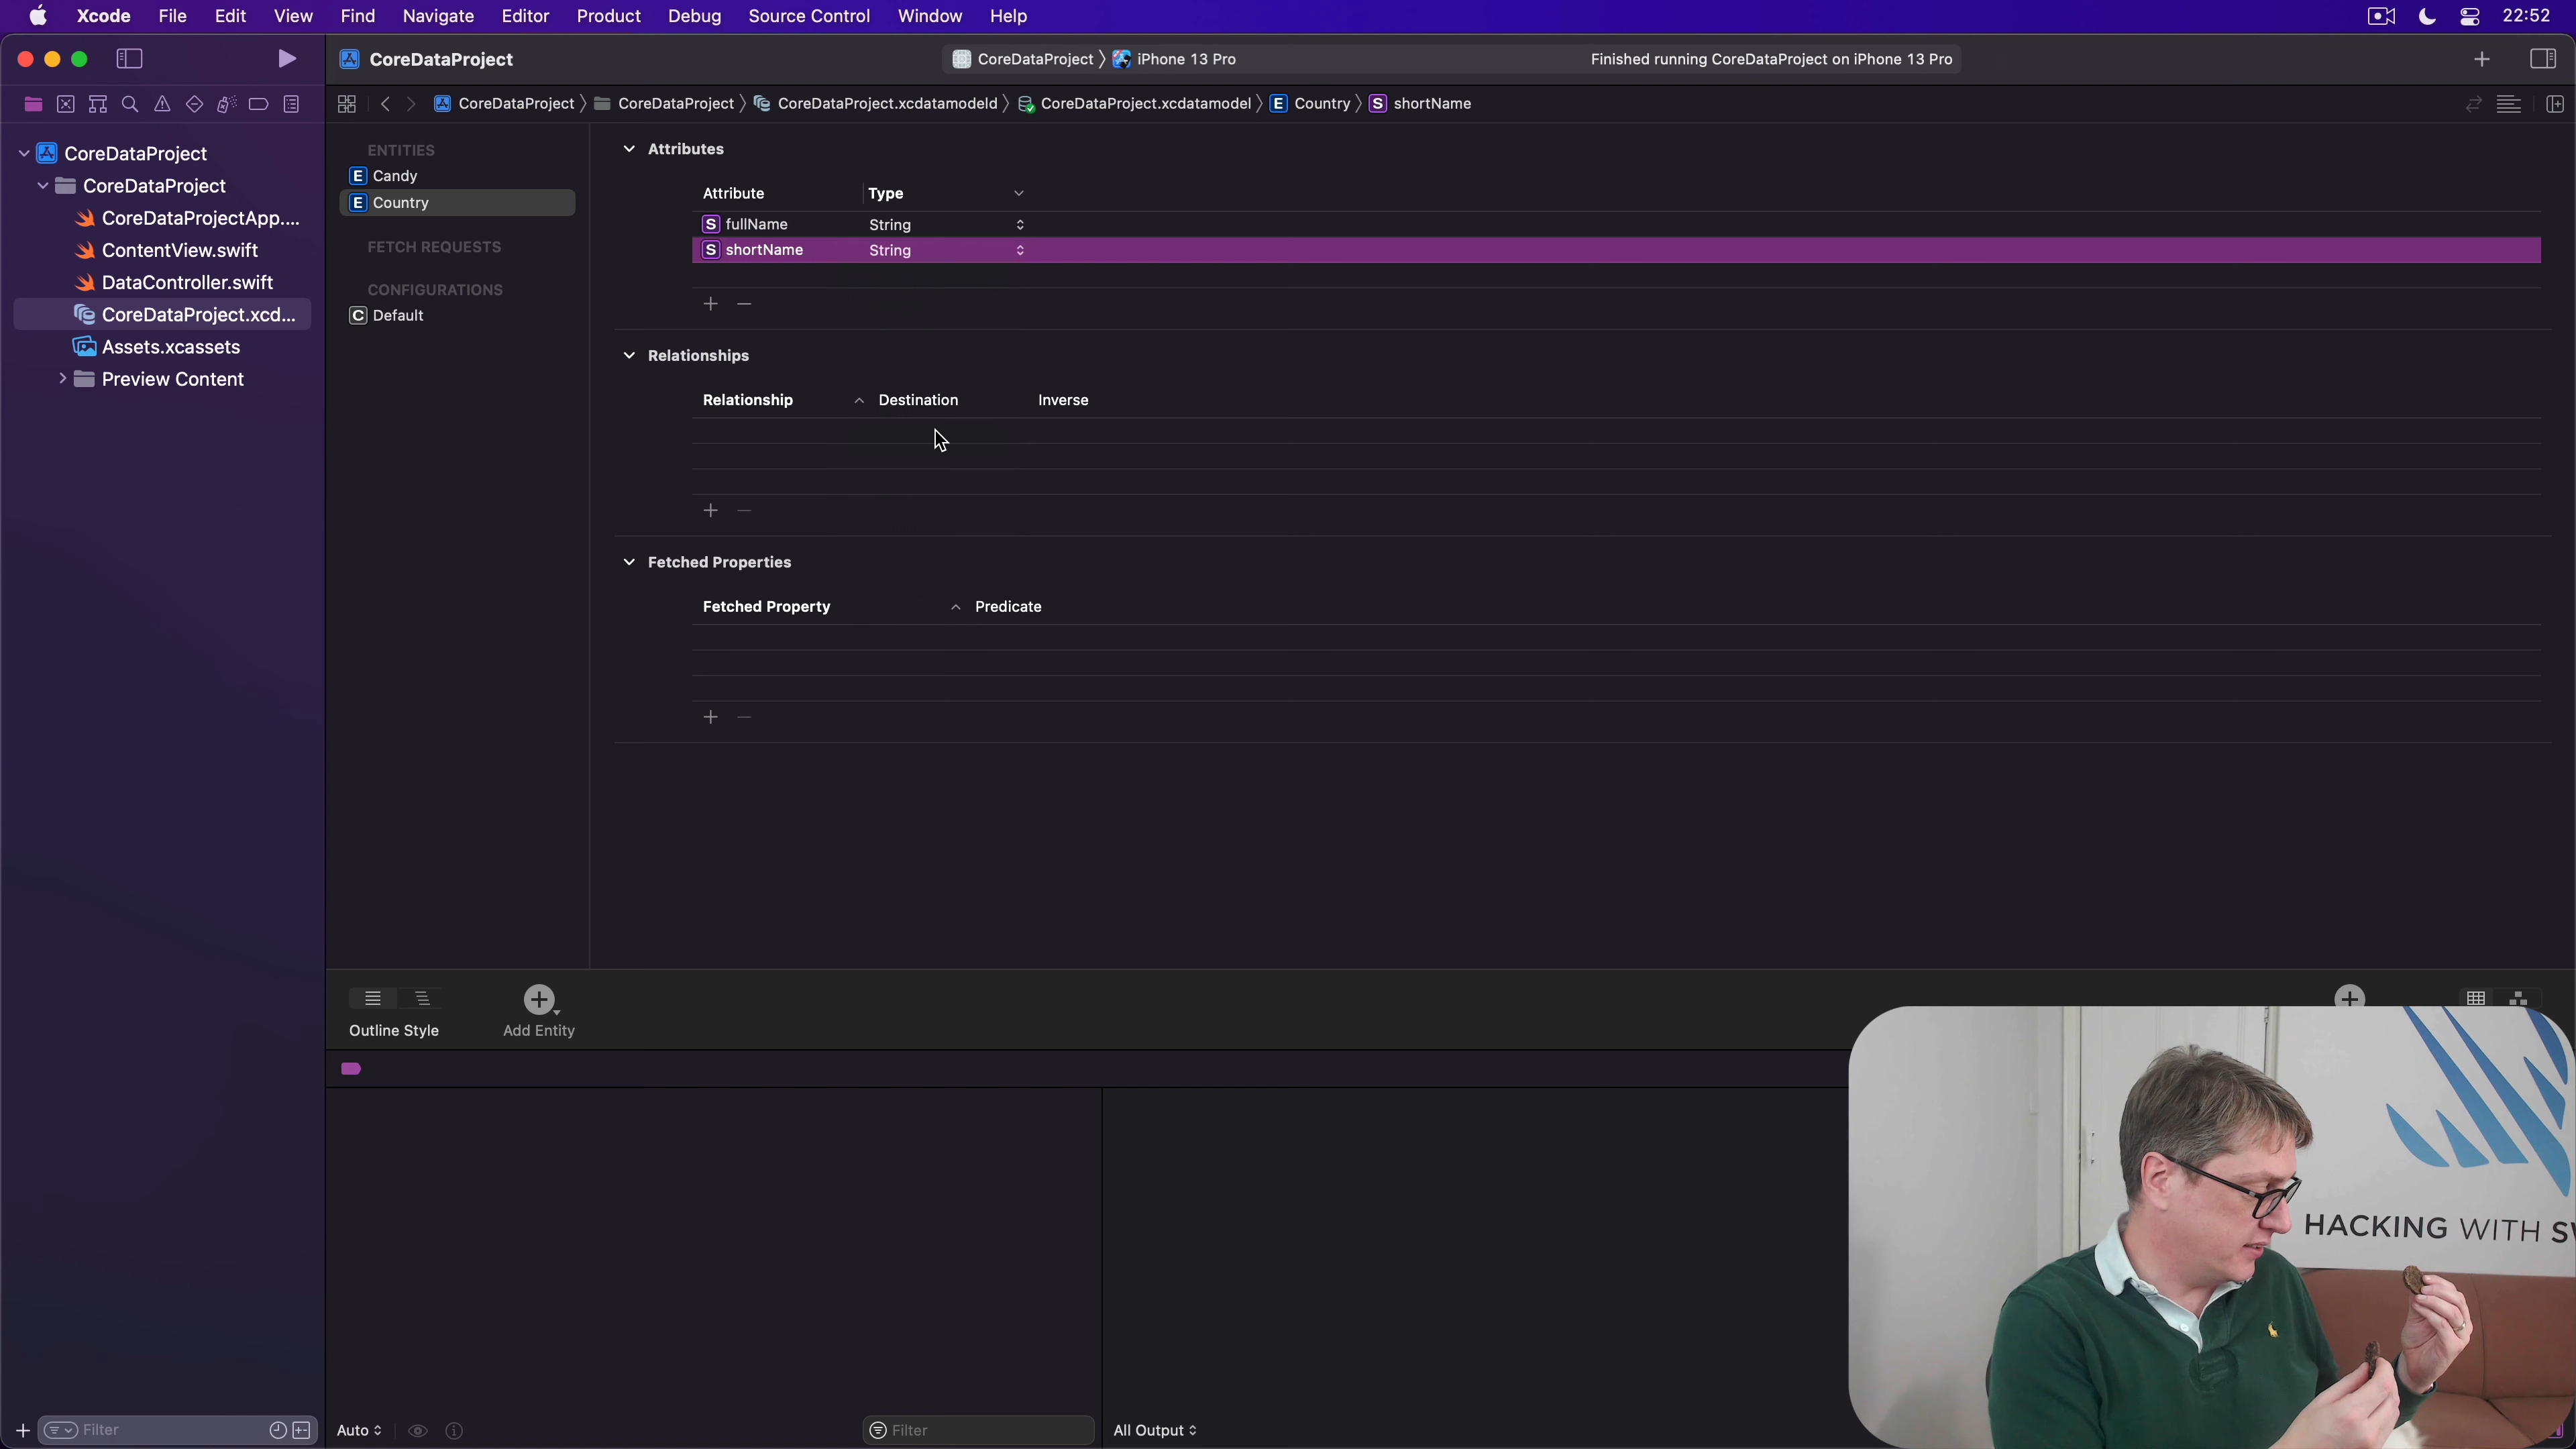 Xcode File Edit View Find Navigate Editor Product Debug Source Control Window Help 22:52
CoreDataProject CoreDataProject iPhone 13 Pro Finished running CoreDataProject on iPhone 13 Pro
CoreDataProject CoreDataProject CoreDataProject.xcdatamodeld CoreDataProject.xcdatamodel E Country S shortName
CoreDataProject
CoreDataProject
CoreDataProjectApp....
ContentView.swift
DataController.swift
CoreDataProject.xcd...
Assets.xcassets
Preview Content
ENTITIES
E Candy
E Country
FETCH REQUESTS
CONFIGURATIONS
C Default
Attributes
Attribute Type
S fullName String
S shortName String
Relationships
Relationship Destination Inverse
Fetched Properties
Fetched Property Predicate
Outline Style Add Entity
HACKING WITH SW
Filter
Auto
Filter
All Output